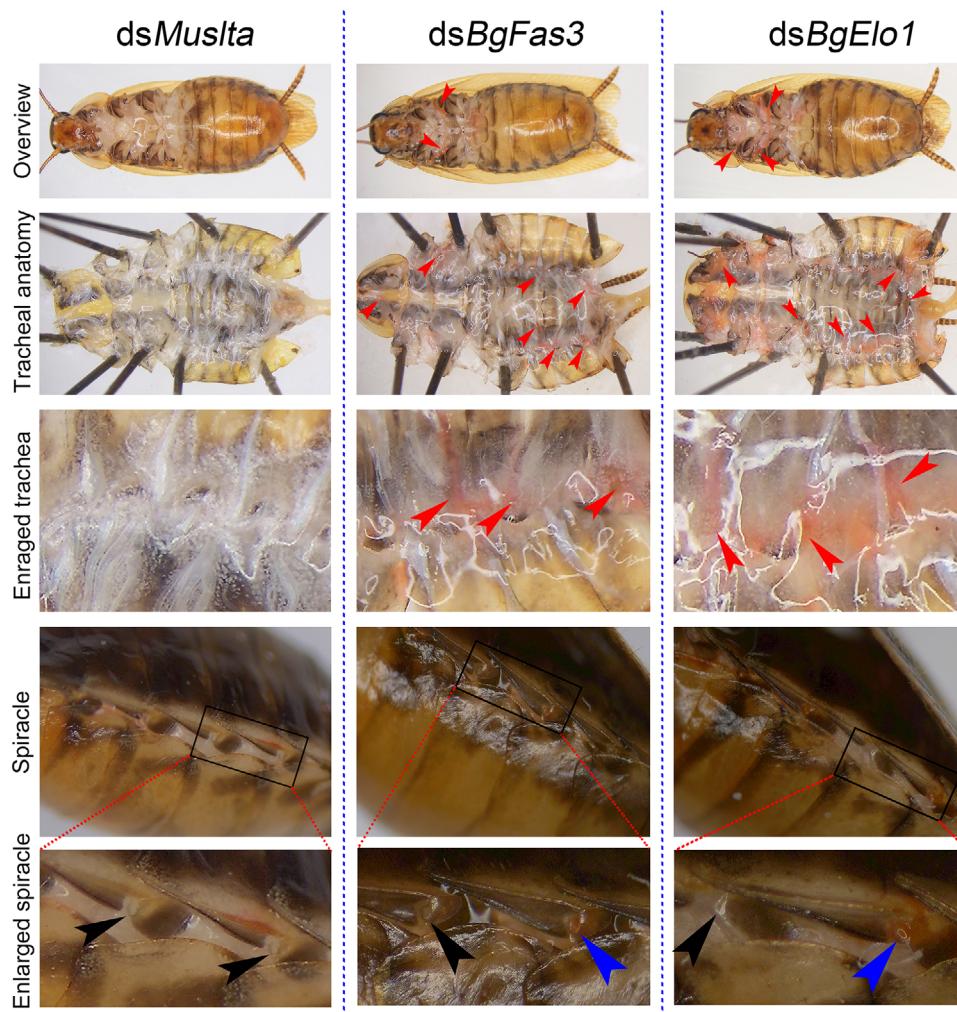 dsMuslta
dsBgFas3
dsBgElo1
Overview
Tracheal anatomy
Enraged trachea
Spiracle
Enlarged spiracle